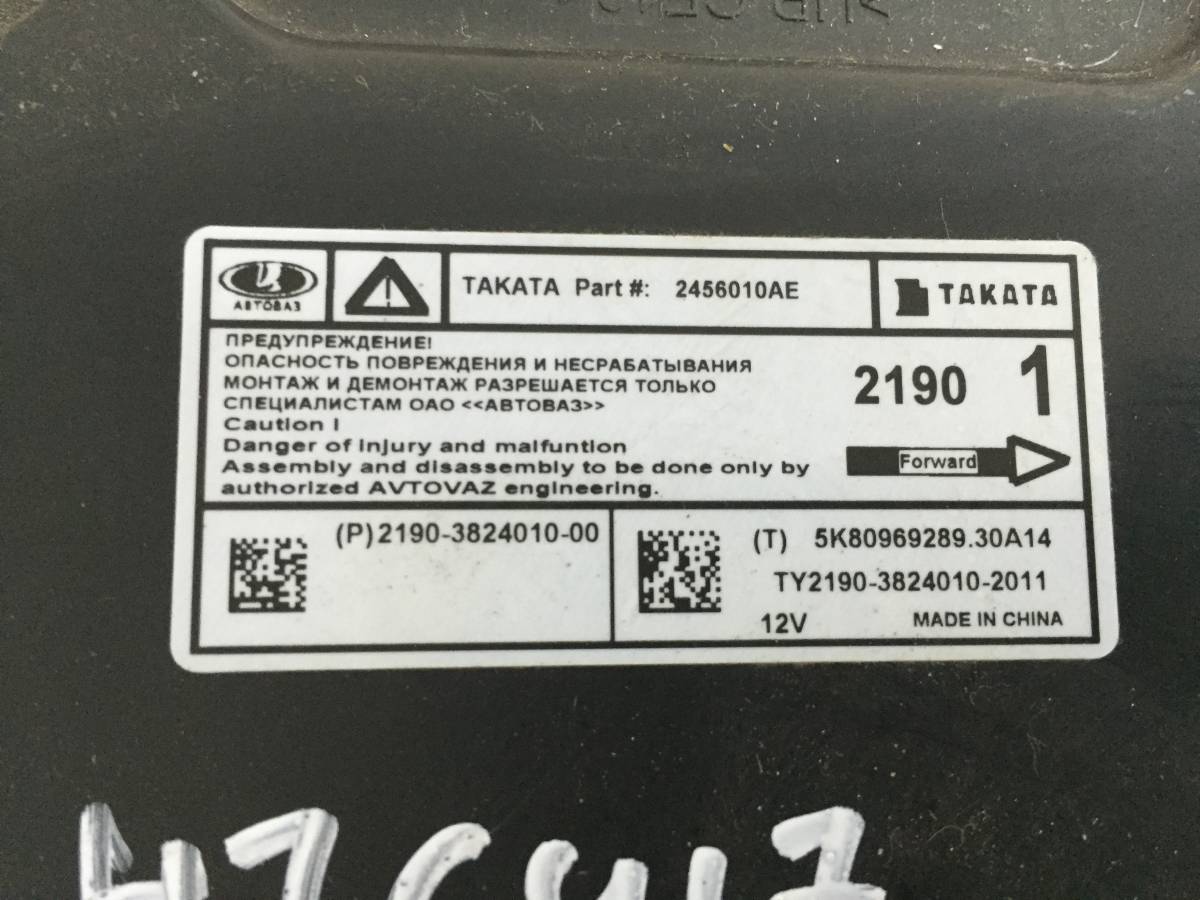 АВТОВАЗ
TAKATA Part #: 2456010AE
TAKATA
ПРЕДУПРЕЖДЕНИЕ!
ОПАСНОСТЬ ПОВРЕЖДЕНИЯ И НЕСРАБАТЫВАНИЯ
МОНТАЖ И ДЕМОНТАЖ РАЗРЕШАЕТСЯ ТОЛЬКО
СПЕЦИАЛИСТАМ ОАО <<АВТОВАЗ>>
Caution !
Danger of injury and malfuntion
Assembly and disassembly to be done only by
authorized AVTOVAZ engineering.
2190 1
Forward
(P)2190-3824010-00
(T) 5K80969289.30A14
TY2190-3824010-2011
12V MADE IN CHINA